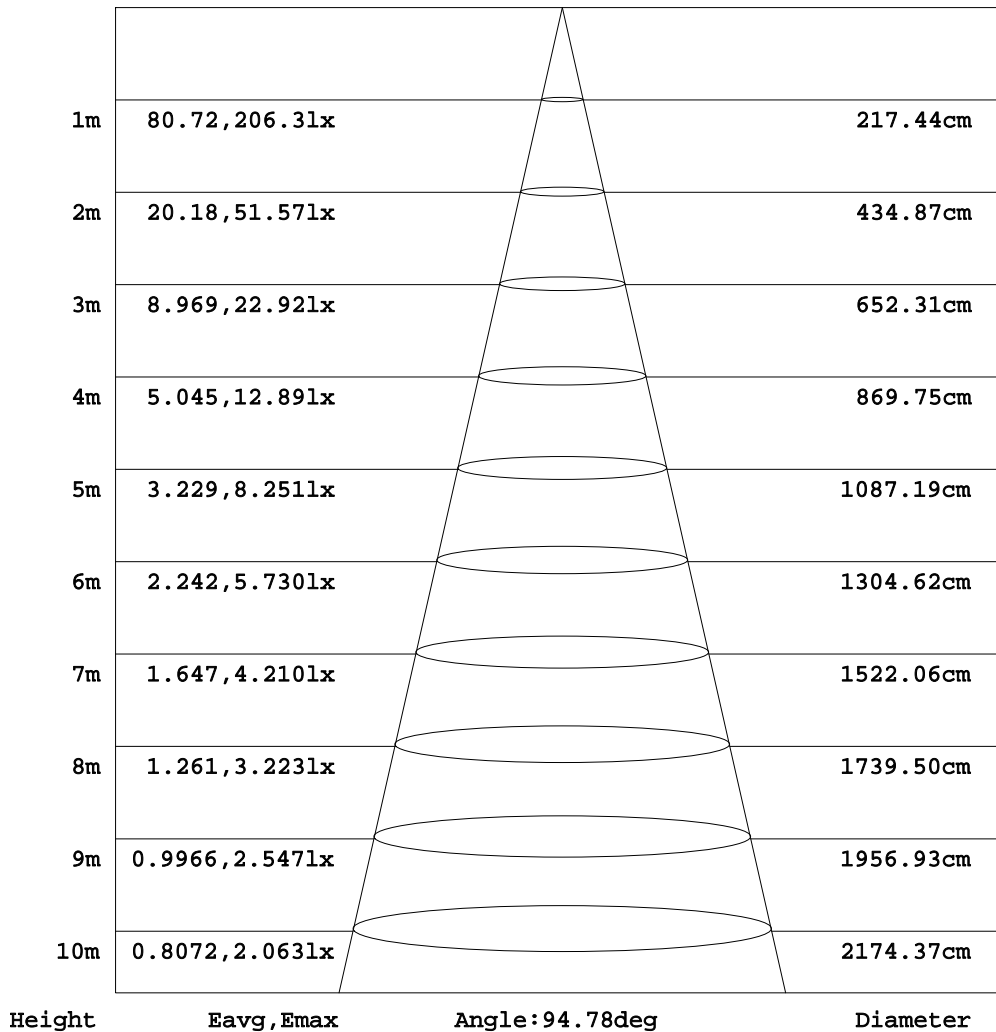 1m 80.72,206.3lx 217.44cm
2m 20.18,51.57lx 434.87cm
3m 8.969,22.92lx 652.31cm
4m 5.045,12.89lx 869.75cm
5m 3.229,8.251lx 1087.19cm
6m 2.242,5.730lx 1304.62cm
7m 1.647,4.210lx 1522.06cm
8m 1.261,3.223lx 1739.50cm
9m 0.9966,2.547lx 1956.93cm
10m 0.8072,2.063lx 2174.37cm
Height Eavg,Emax Angle:94.78deg Diameter